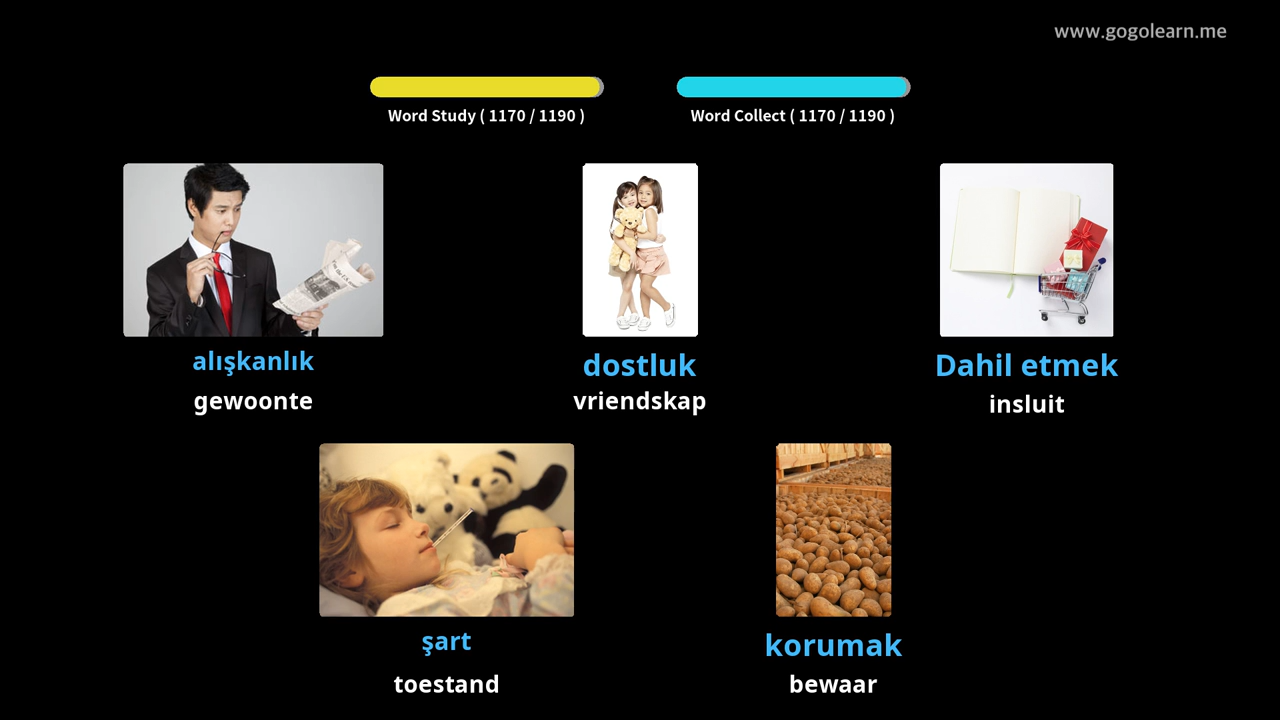 www.gogolearn.me
Word Study ( 1170 / 1190 )
Word Collect ( 1170 / 1190 )
alışkanlık
gewoonte
dostluk
vriendskap
Dahil etmek
insluit
şart
toestand
korumak
bewaar